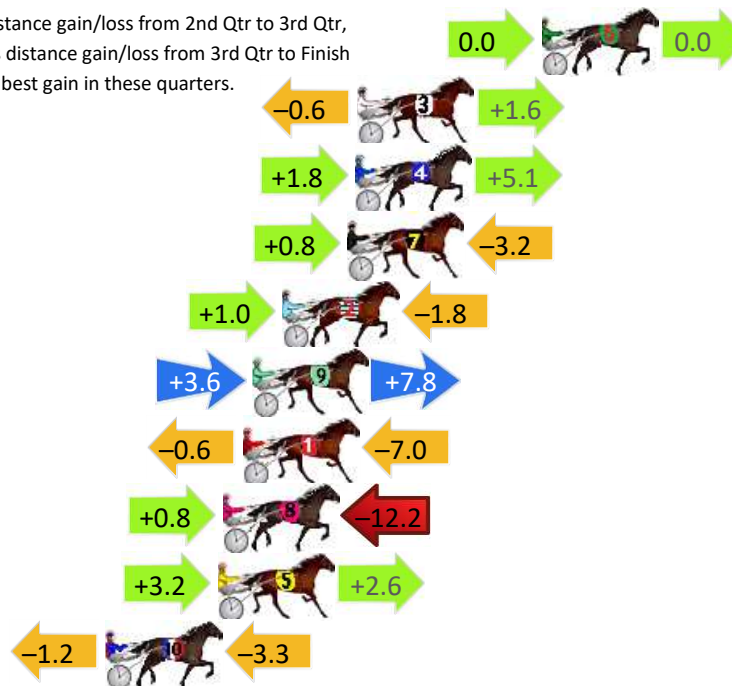 stance gain/loss from 2nd Qtr to 3rd Qtr,
s distance gain/loss from 3rd Qtr to Finish
best gain in these quarters.
0.0 6 0.0
−0.6 3 +1.6
+1.8 4 +5.1
+0.8 7 −3.2
+1.0 2 −1.8
+3.6 9 +7.8
−0.6 1 −7.0
+0.8 8 −12.2
+3.2 5 +2.6
−1.2 10 −3.3